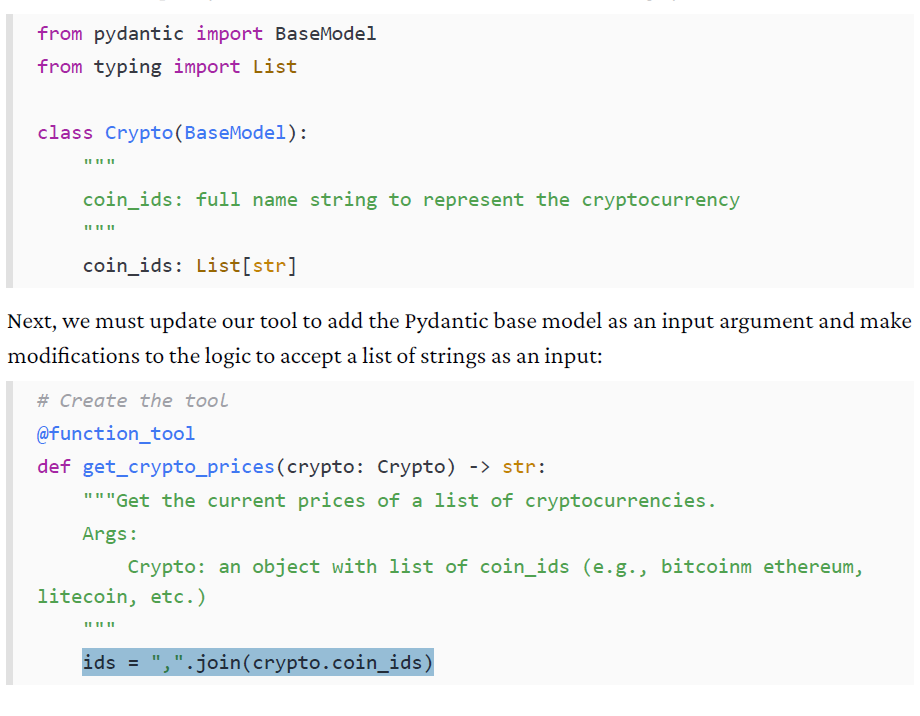 from pydantic import BaseModel
from typing import List
class Crypto(BaseModel):
"""
coin_ids: full name string to represent the cryptocurrency
"""
coin_ids: List[str]
Next, we must update our tool to add the Pydantic base model as an input argument and make
modifications to the logic to accept a list of strings as an input:
# Create the tool
@function_tool
def get_crypto_prices(crypto: Crypto) -> str:
"""Get the current prices of a list of cryptocurrencies.
Args:
Crypto: an object with list of coin_ids (e.g., bitcoinm ethereum,
litecoin, etc.)
"""
ids = ",".join(crypto.coin_ids)